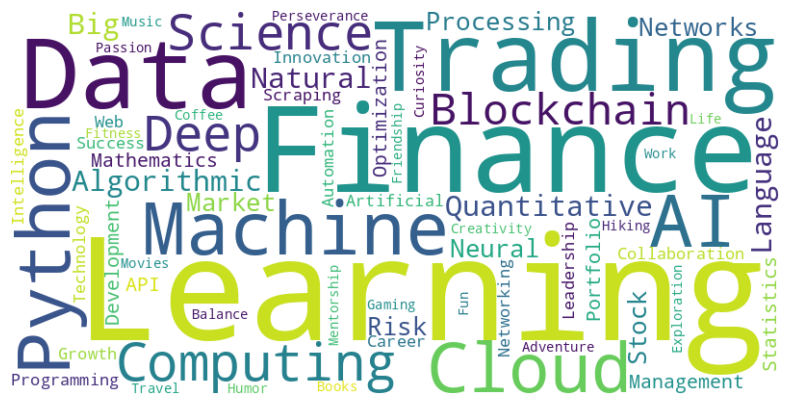 Big
Music
Perseverance
Passion
Science
Processing
Networks
Trading
Data
Innovation
Natural
Scraping
Optimization
Curiosity
Blockchain
Life
Coffee
Web
Fitness
Success
Deep
Finance
Friendship
Automation
Work
Language
Intelligence
Python
Mathematics
Algorithmic
Market
Artificial
Quantitative
AI
Machine
Creativity
Hiking
Leadership
Portfolio
Neural
Collaboration
Technology
Development
Movies
API
Learning
Balance
Mentorship
Gaming
Fun
Networking
Risk
Career
Stock
Exploration
Statistics
Growth
Computing
Adventure
Cloud
Programming
Travel
Humor
Books
Management